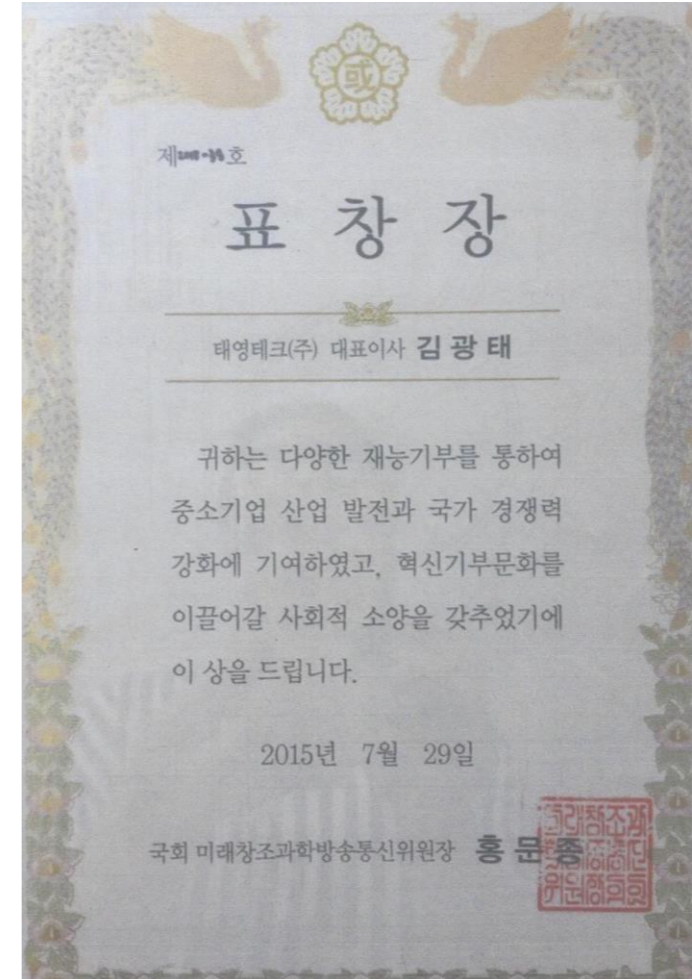 國
제 호
표 창 장
태영테크(주) 대표이사 김광태
귀하는 다양한 재능기부를 통하여
중소기업 산업 발전과 국가 경쟁력
강화에 기여하였고, 혁신기부문화를
이끌어갈 사회적 소양을 갖추었기에
이 상을 드립니다.
2015년 7월 29일
국회 미래창조과학방송통신위원장 홍문종